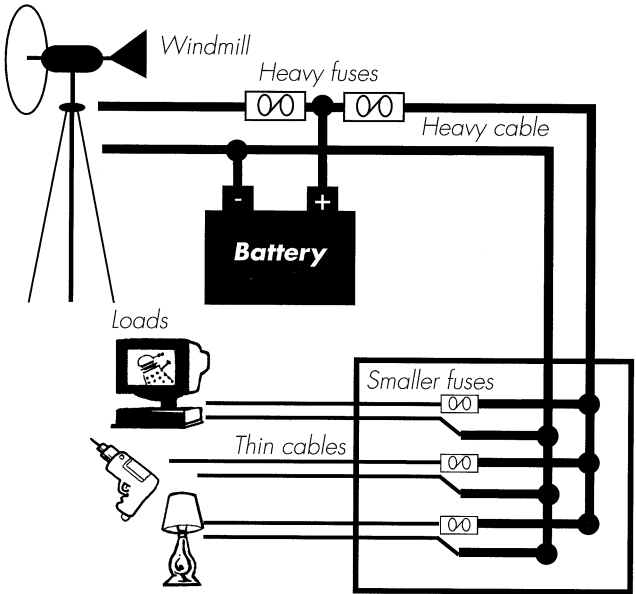 Windmill
Heavy fuses
Heavy cable
- +
Battery
Loads
Smaller fuses
Thin cables